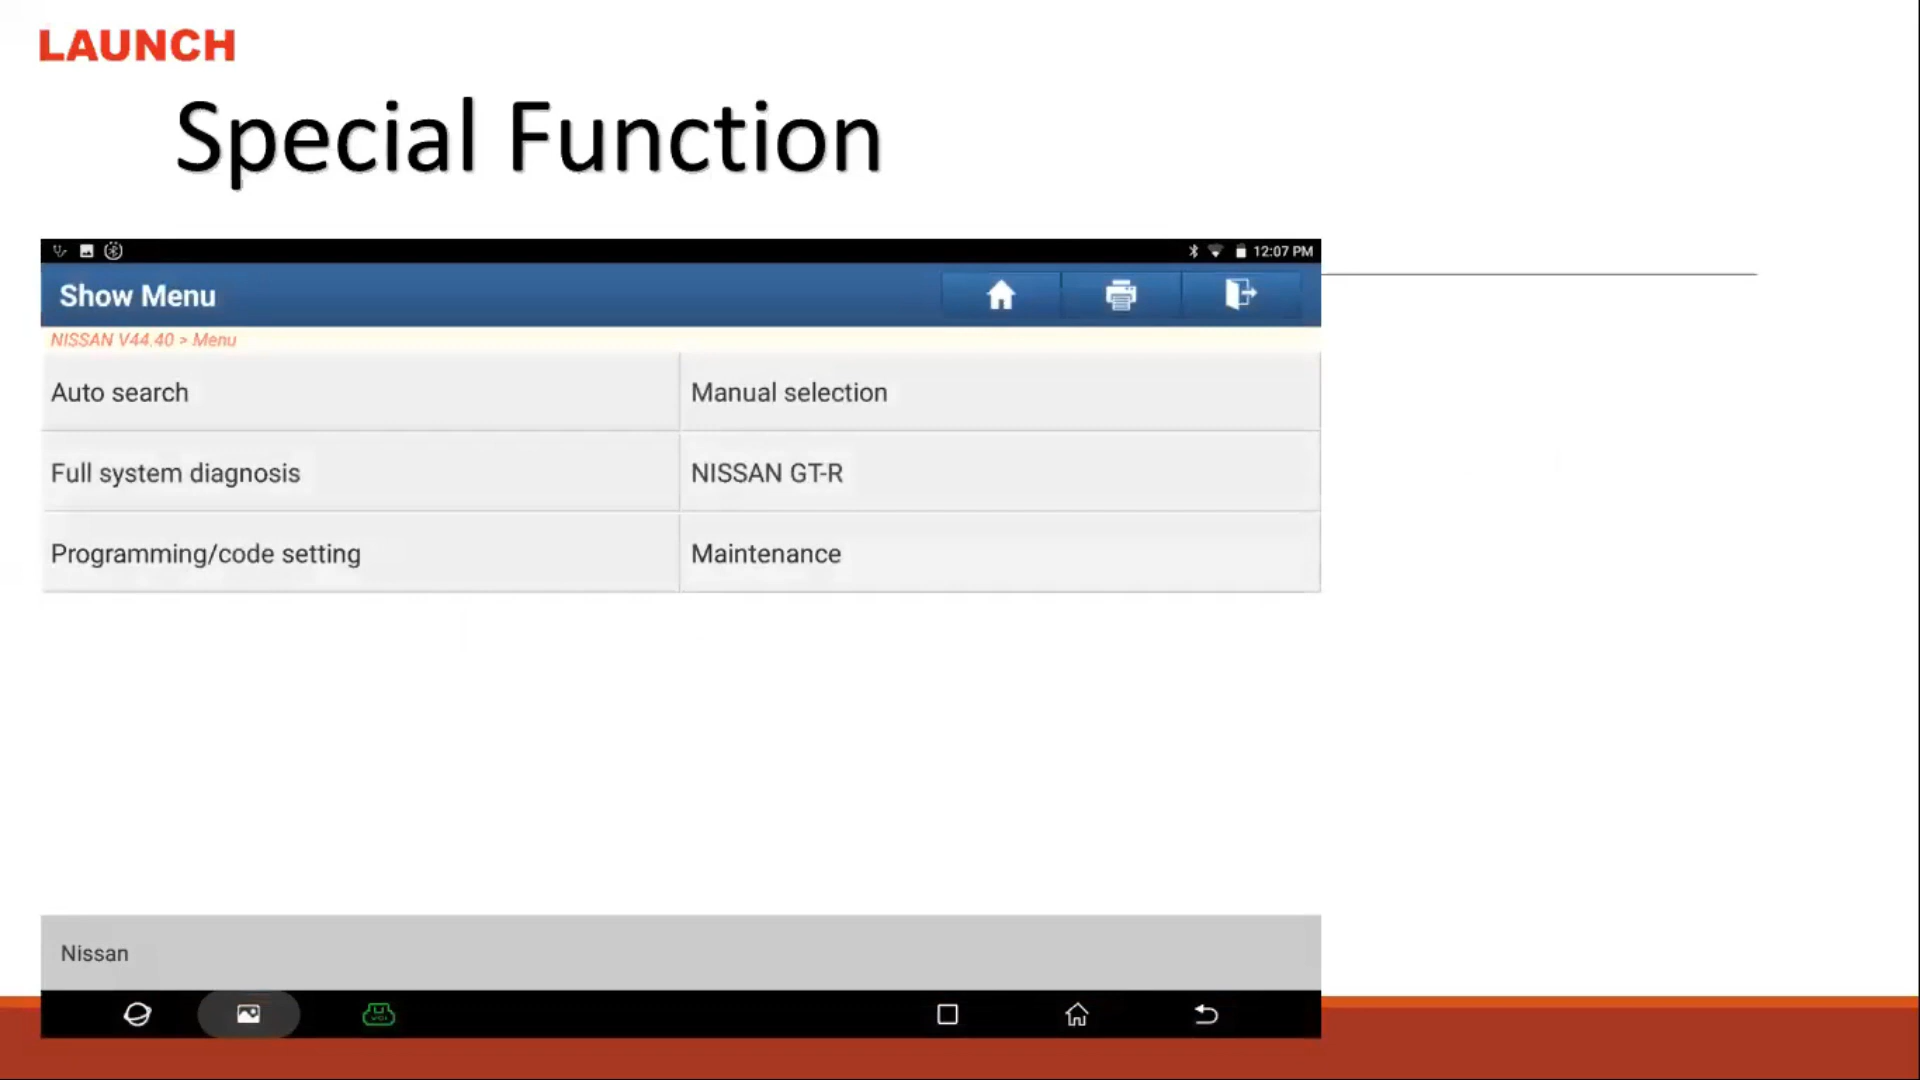 LAUNCH
Special Function
12:07 PM
Show Menu
NISSAN V44.40 > Menu
Auto search
Manual selection
Full system diagnosis
NISSAN GT-R
Programming/code setting
Maintenance
Nissan